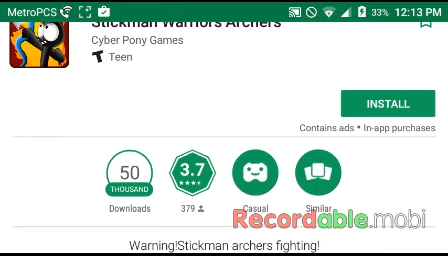 MetroPCS 33% 12:13 PM
Stickman Warriors Archers
Cyber Pony Games
T Teen
INSTALL
Contains ads • In-app purchases
50
THOUSAND
3.7
Downloads 379 Casual Similar
Recordable.mobi
Warning!Stickman archers fighting!